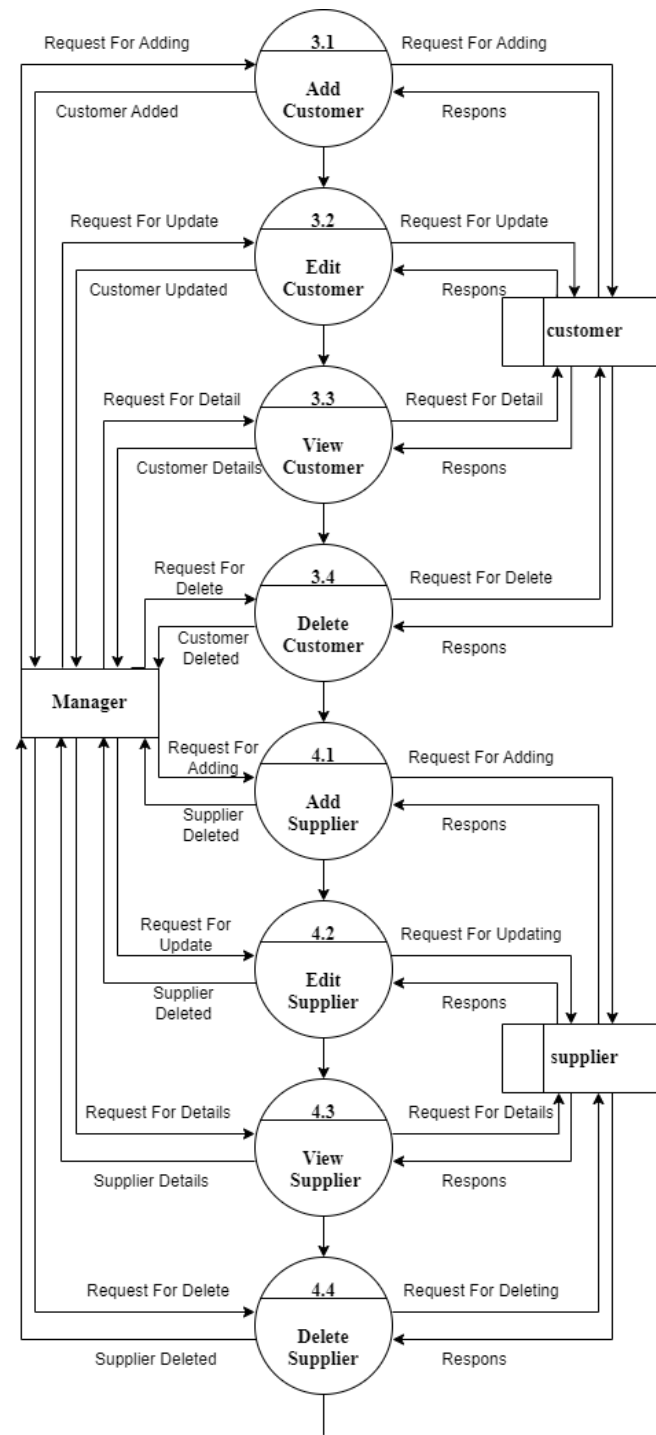 3.1
Request For Adding
Request For Adding
Add
Customer
Customer Added
Respons
3.2
Request For Update
Request For Update
Edit
Customer
Customer Updated
Respons
customer
3.3
Request For Detail
Request For Detail
View
Customer
Customer Details
Respons
3.4
Request For
Delete
Request For Delete
Delete
Customer
Customer
Deleted
Respons
Manager
4.1
Request For
Adding
Request For Adding
Add
Supplier
Supplier
Deleted
Respons
4.2
Request For
Update
Request For Updating
Edit
Supplier
Supplier
Deleted
Respons
supplier
4.3
Request For Details
Request For Details
View
Supplier
Supplier Details
Respons
4.4
Request For Delete
Request For Deleting
Delete
Supplier
Supplier Deleted
Respons